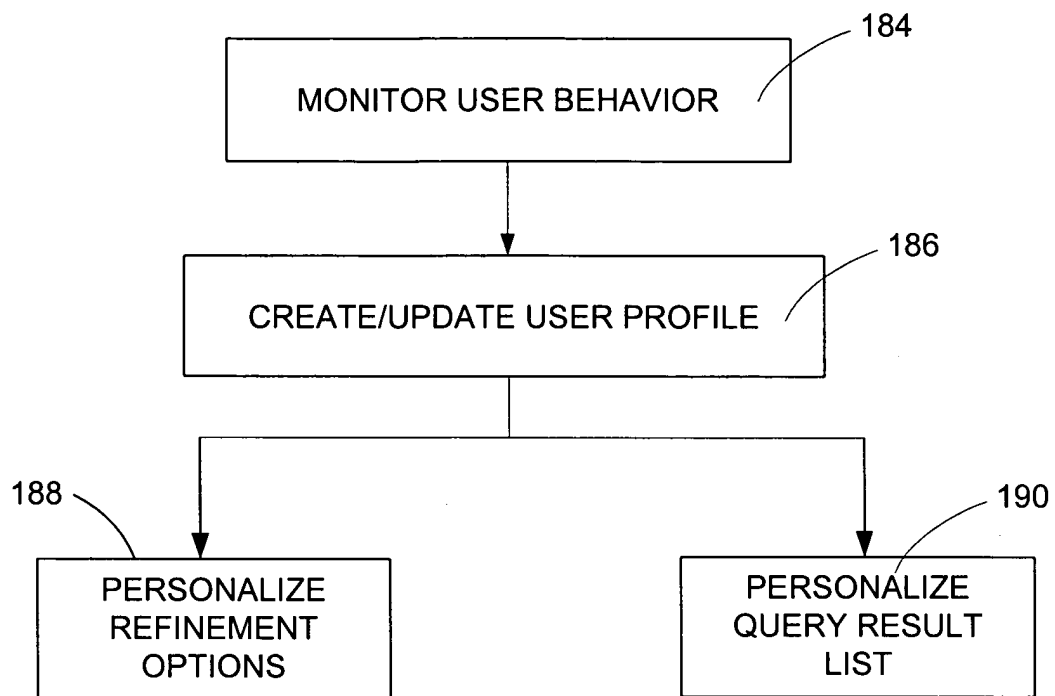 184
MONITOR USER BEHAVIOR
186
CREATE/UPDATE USER PROFILE
188
190
PERSONALIZE
REFINEMENT
OPTIONS
PERSONALIZE
QUERY RESULT
LIST